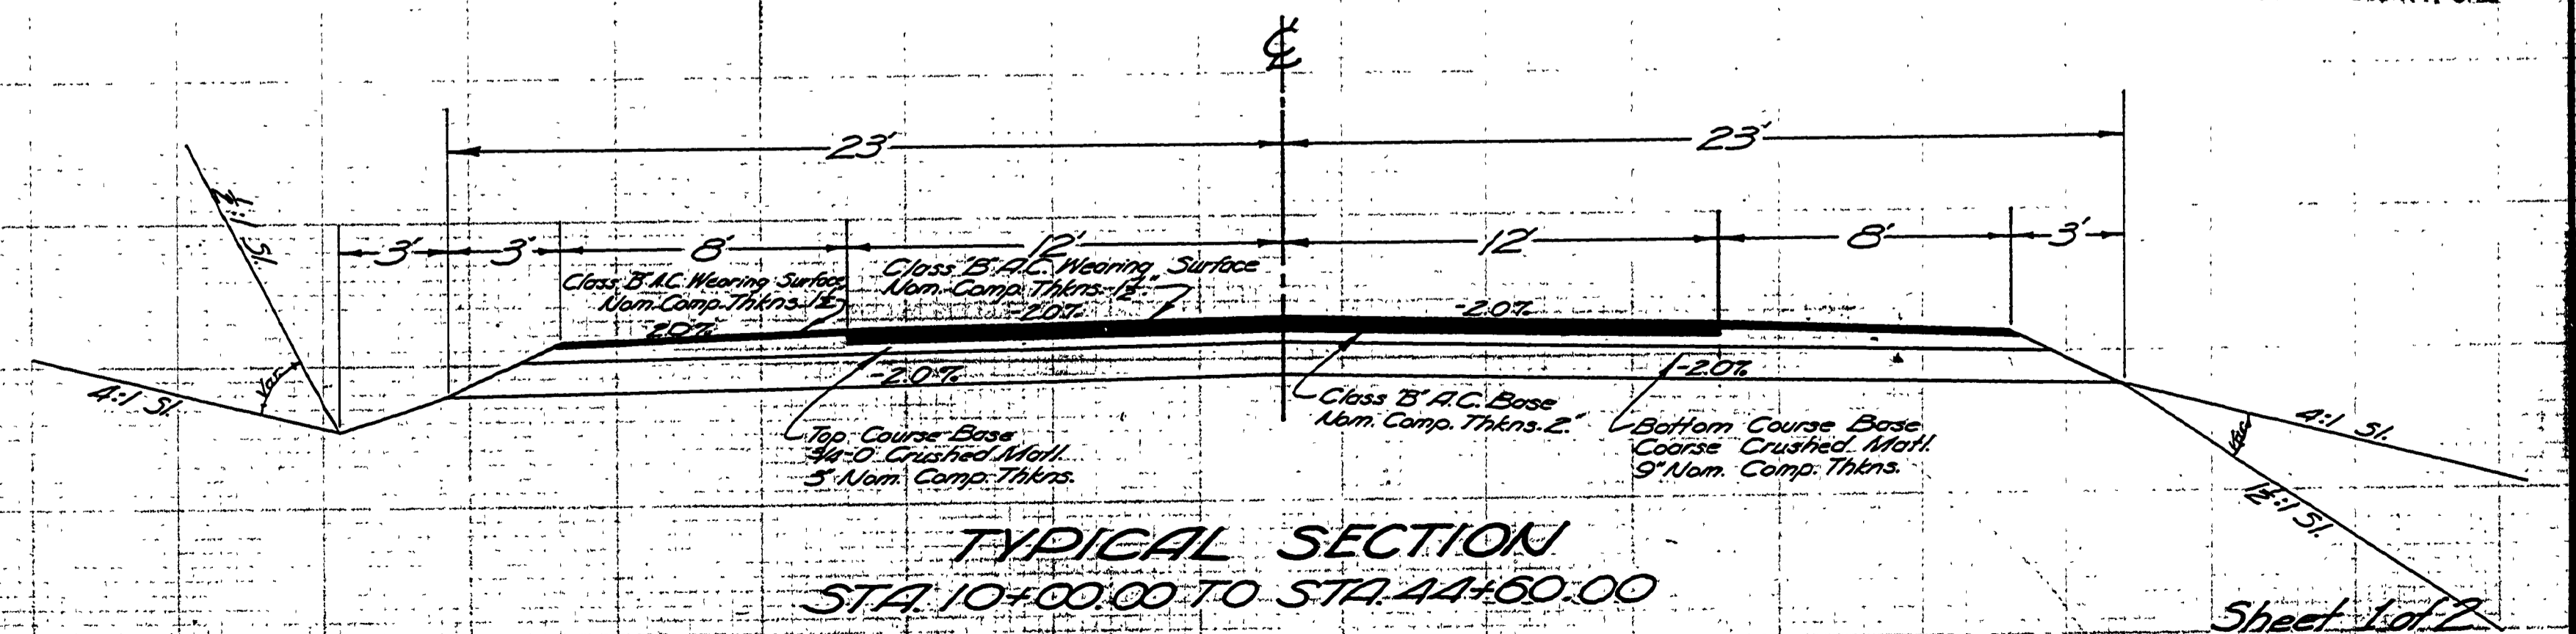 ℄
23' 23'
3' 3' 8' 12' 12' 8' 3'
½:1 Sl.
Class "B" A.C. Wearing Surface
Nom. Comp. Thkns. 1½"
Class "B" A.C. Wearing Surface
Nom. Comp. Thkns. 1½"
-2.0% -2.0% -2.0%
-2.0% -2.0%
Var.
4:1 Sl.
Top Course Base
3/4"-0 Crushed Matl.
Nom. Comp. Thkns.
Class "B" A.C. Base
Nom. Comp. Thkns. 2"
Bottom Course Base
Coarse Crushed Matl.
9" Nom. Comp. Thkns.
4:1 Sl.
Var.
1½:1 Sl.
TYPICAL SECTION
STA. 10+00.00 TO STA. 44+60.00
Sheet 1 of 2